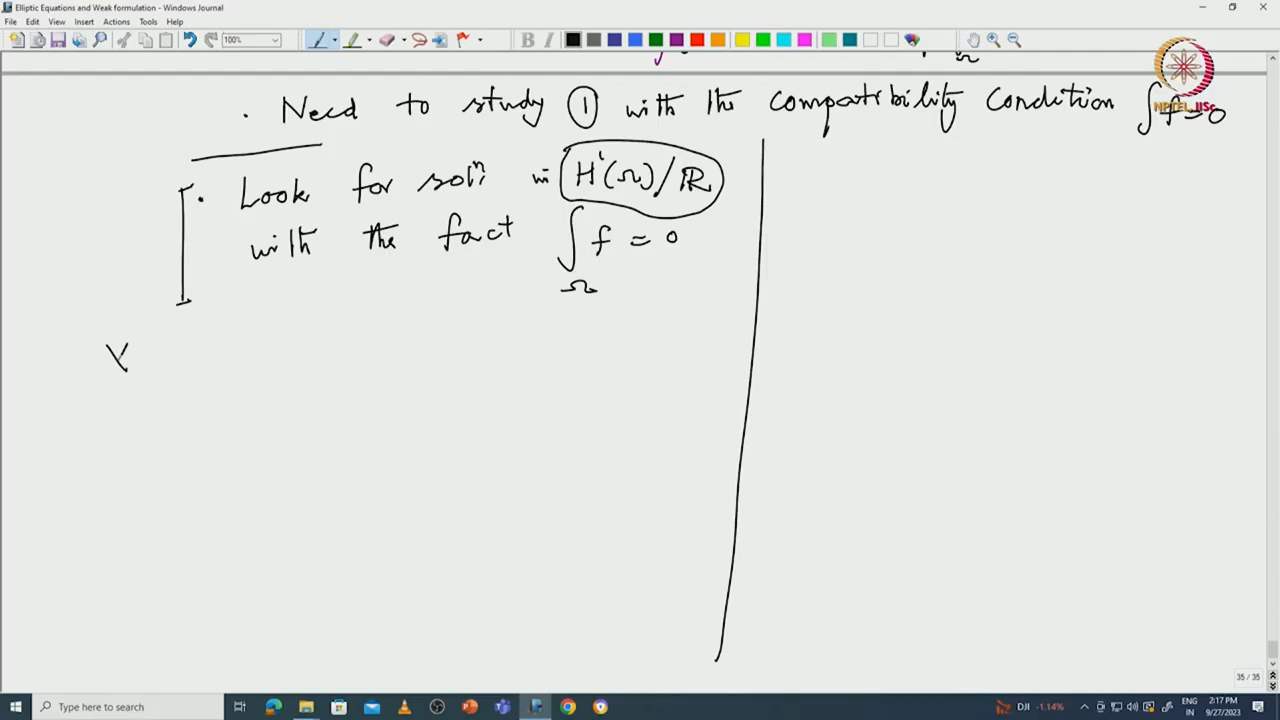 Elliptic Equations and Weak formulation - Windows Journal
File Edit View Insert Actions Tools Help
100%
B I
NPTEL IISc
. Need to study ① with the compatibility Condition ∫ f = 0
. Look for solⁿ in H¹(Ω)/ℝ
with the fact ∫_Ω f = 0
35 / 35
Type here to search
DJI -1.14%
ENG
IN
2:17 PM
9/27/2023